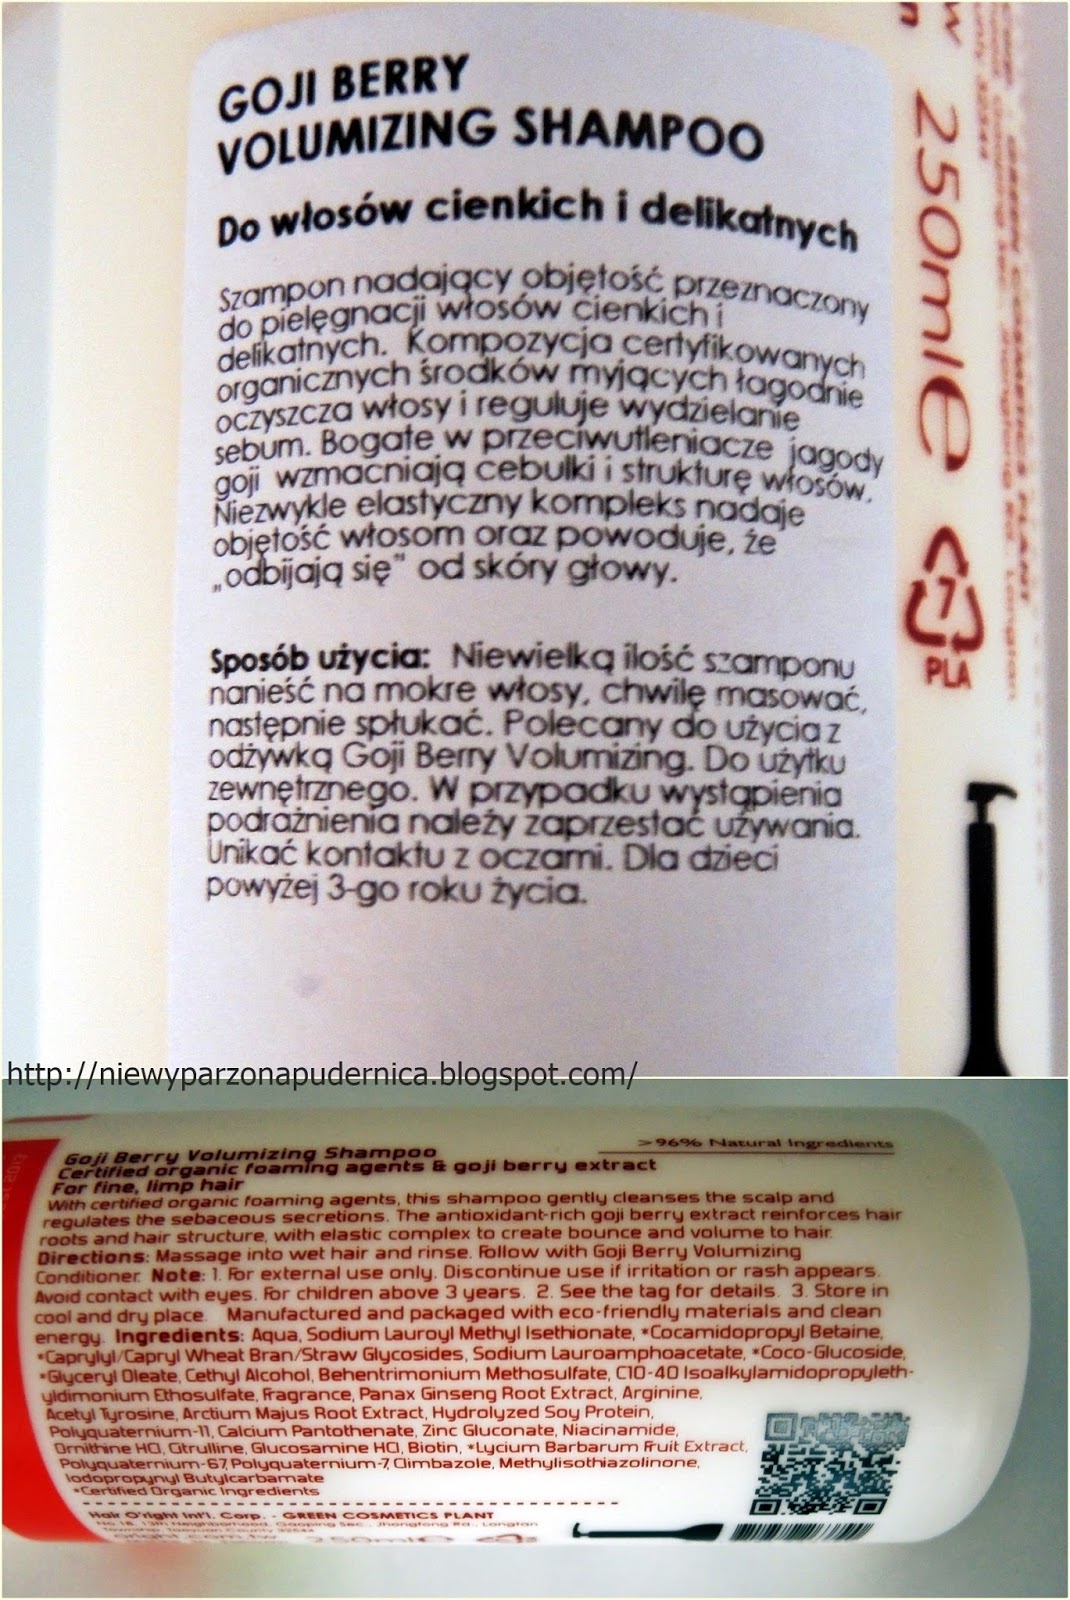 GOJI BERRY
VOLUMIZING SHAMPOO
Do włosów cienkich i delikatnych
Szampon nadający objętość przeznaczony
do pielęgnacji włosów cienkich i
delikatnych. Kompozycja certyfikowanych
organicznych środków myjących łagodnie
oczyszcza włosy i reguluje wydzielanie
sebum. Bogate w przeciwutleniacze jagody
goji wzmacniają cebulki i strukturę włosów.
Niezwykle elastyczny kompleks nadaje
objętość włosom oraz powoduje, że
„odbijają się” od skóry głowy.
Sposób użycia: Niewielką ilość szamponu
nanieść na mokre włosy, chwilę masować,
następnie spłukać. Polecany do użycia z
odżywką Goji Berry Volumizing. Do użytku
zewnętrznego. W przypadku wystąpienia
podrażnienia należy zaprzestać używania.
Unikać kontaktu z oczami. Dla dzieci
powyżej 3-go roku życia.
250ml e
7
PLA
http://niewyparzonapudernica.blogspot.com/
>96% Natural Ingredients
Goji Berry Volumizing Shampoo
Certified organic foaming agents & goji berry extract
For fine, limp hair
With certified organic foaming agents, this shampoo gently cleanses the scalp and
regulates the sebaceous secretions. The antioxidant-rich goji berry extract reinforces hair
roots and hair structure, with elastic complex to create bounce and volume to hair.
Directions: Massage into wet hair and rinse. Follow with Goji Berry Volumizing
Conditioner. Note: 1. For external use only. Discontinue use if irritation or rash appears.
Avoid contact with eyes. For children above 3 years. 2. See the tag for details. 3. Store in
cool and dry place. Manufactured and packaged with eco-friendly materials and clean
energy. Ingredients: Aqua, Sodium Lauroyl Methyl Isethionate, *Cocamidopropyl Betaine,
*Caprylyl/Capryl Wheat Bran/Straw Glycosides, Sodium Lauroamphoacetate, *Coco-Glucoside,
*Glyceryl Oleate, Cethyl Alcohol, Behentrimonium Methosulfate, C10-40 Isoalkylamidopropyleth-
yldimonium Ethosulfate, Fragrance, Panax Ginseng Root Extract, Arginine,
Acetyl Tyrosine, Arctium Majus Root Extract, Hydrolyzed Soy Protein,
Polyquaternium-11, Calcium Pantothenate, Zinc Gluconate, Niacinamide,
Ornithine HCl, Citrulline, Glucosamine HCl, Biotin, *Lycium Barbarum Fruit Extract,
Polyquaternium-67, Polyquaternium-7, Climbazole, Methylisothiazolinone,
Iodopropynyl Butylcarbamate
*Certified Organic Ingredients
Hair O'right Int'l. Corp. - GREEN COSMETICS PLANT
No 18, 13th Neighborhood, Gaoping Sec., Jhongfong Rd., Longtan
Township, Taoyuan County 32544
250ml e